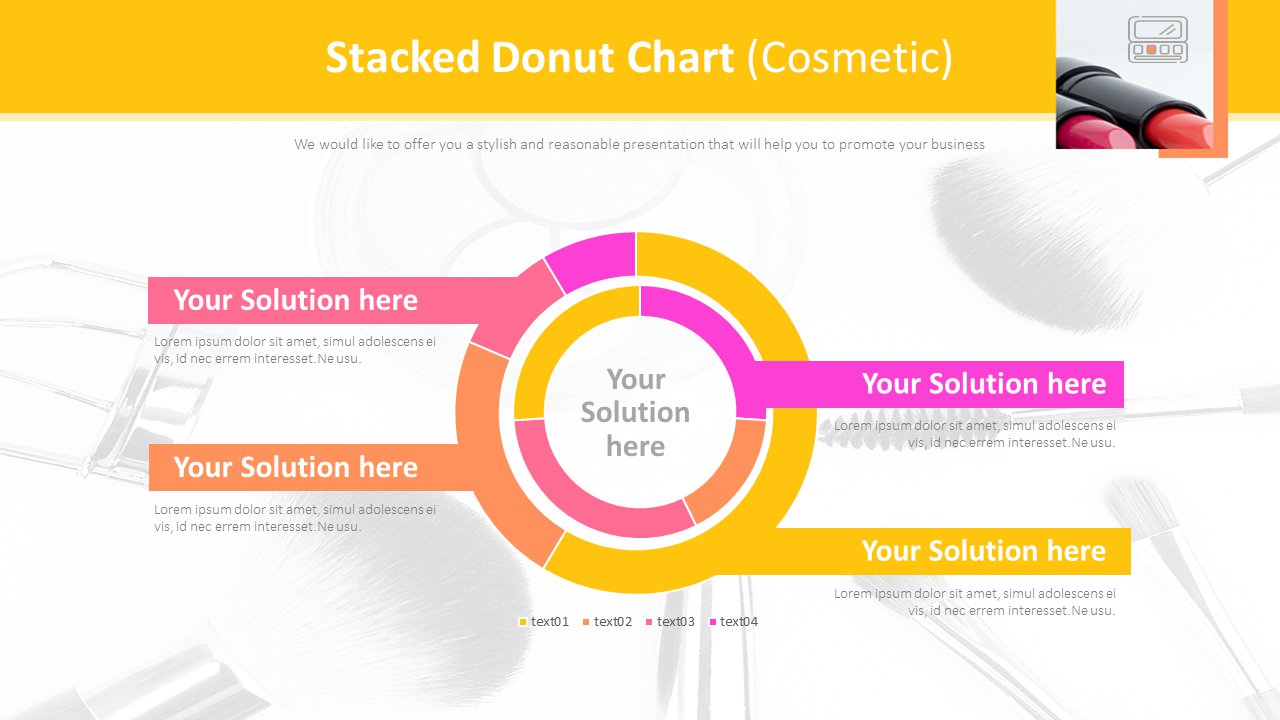 Stacked Donut Chart (Cosmetic)
We would like to offer you a stylish and reasonable presentation that will help you to promote your business
Your Solution here
Lorem ipsum dolor sit amet, simul adolescens ei
vis, id nec errem interesset.Ne usu.
Your Solution here
Lorem ipsum dolor sit amet, simul adolescens ei
vis, id nec errem interesset.Ne usu.
Your
Solution
here
Your Solution here
Lorem ipsum dolor sit amet, simul adolescens ei
vis, id nec errem interesset.Ne usu.
Your Solution here
Lorem ipsum dolor sit amet, simul adolescens ei
vis, id nec errem interesset.Ne usu.
text01 text02 text03 text04